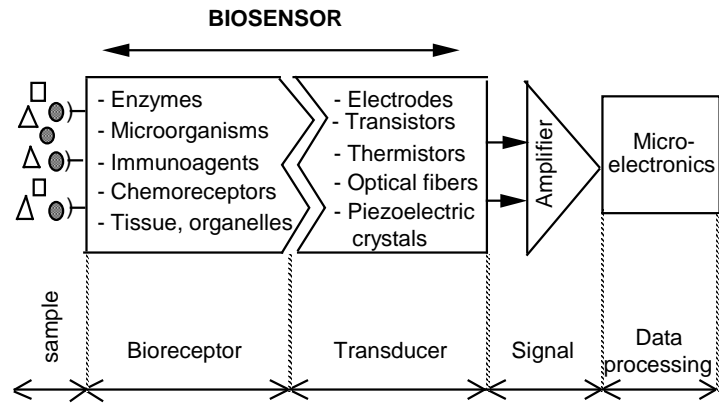 BIOSENSOR
- Enzymes
- Microorganisms
- Immunoagents
- Chemoreceptors
- Tissue, organelles
- Electrodes
- Transistors
- Thermistors
- Optical fibers
- Piezoelectric
crystals
Amplifier
Micro-
electronics
sample
Bioreceptor
Transducer
Signal
Data
processing